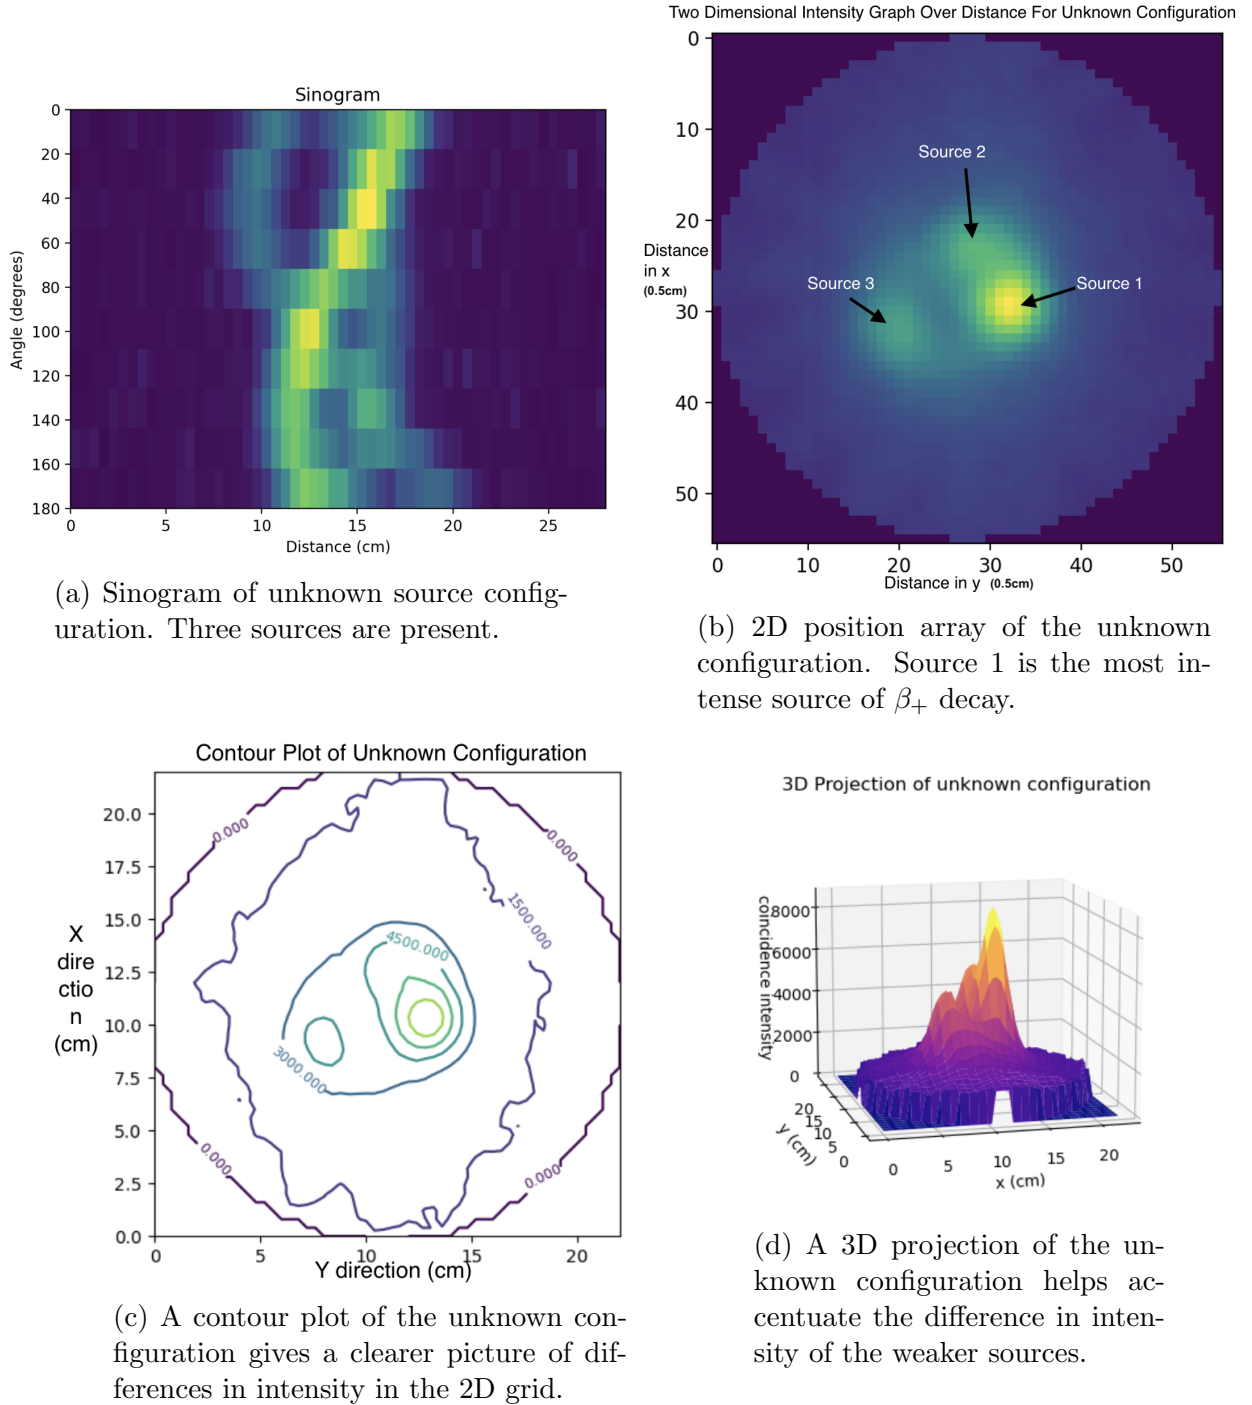 Sinogram
0
20
40
60
80
100
120
140
160
180
Angle (degrees)
0 5 10 15 20 25
Distance (cm)
(a) Sinogram of unknown source config-
uration. Three sources are present.
Two Dimensional Intensity Graph Over Distance For Unknown Configuration
0
10
20
30
40
50
Distance
in x
(0.5cm)
Source 2
Source 3
Source 1
0 10 20 30 40 50
Distance in y (0.5cm)
(b) 2D position array of the unknown
configuration. Source 1 is the most in-
tense source of β+ decay.
Contour Plot of Unknown Configuration
20.0
17.5
15.0
12.5
10.0
7.5
5.0
2.5
0.0
X
dire
ctio
n
(cm)
0.000
0.000
1500.000
4500.000
3000.000
0.000
0.000
0 5 10 15 20
Y direction (cm)
(c) A contour plot of the unknown con-
figuration gives a clearer picture of dif-
ferences in intensity in the 2D grid.
3D Projection of unknown configuration
coincidence intensity
8000
6000
4000
2000
0
20
15
10
5
0
y (cm)
0 5 10 15 20
x (cm)
(d) A 3D projection of the un-
known configuration helps ac-
centuate the difference in inten-
sity of the weaker sources.